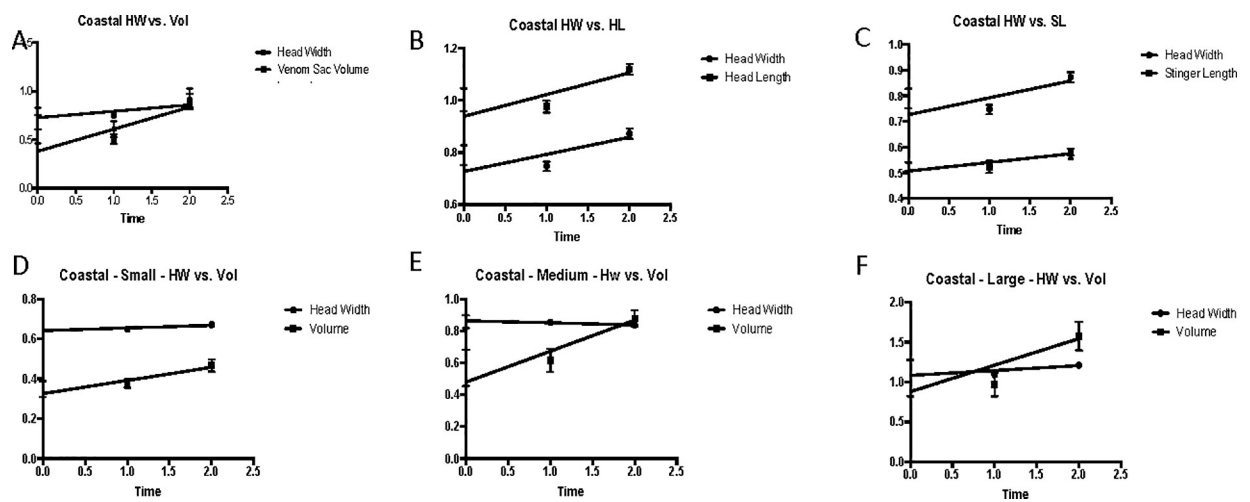 A
Coastal HW vs. Vol
1.5
1.0
0.5
0.0
0.0 0.5 1.0 1.5 2.0 2.5
Time
Head Width
Venom Sac Volume
B
Coastal HW vs. HL
1.2
1.0
0.8
0.6
0.0 0.5 1.0 1.5 2.0 2.5
Time
Head Width
Head Length
C
Coastal HW vs. SL
1.0
0.9
0.8
0.7
0.6
0.5
0.4
0.0 0.5 1.0 1.5 2.0 2.5
Time
Head Width
Stinger Length
D
Coastal - Small - HW vs. Vol
0.8
0.6
0.4
0.2
0.0
0.0 0.5 1.0 1.5 2.0 2.5
Time
Head Width
Volume
E
Coastal - Medium - Hw vs. Vol
1.0
0.8
0.6
0.4
0.2
0.0
0.0 0.5 1.0 1.5 2.0 2.5
Time
Head Width
Volume
F
Coastal - Large - HW vs. Vol
2.0
1.5
1.0
0.5
0.0
0.0 0.5 1.0 1.5 2.0 2.5
Time
Head Width
Volume